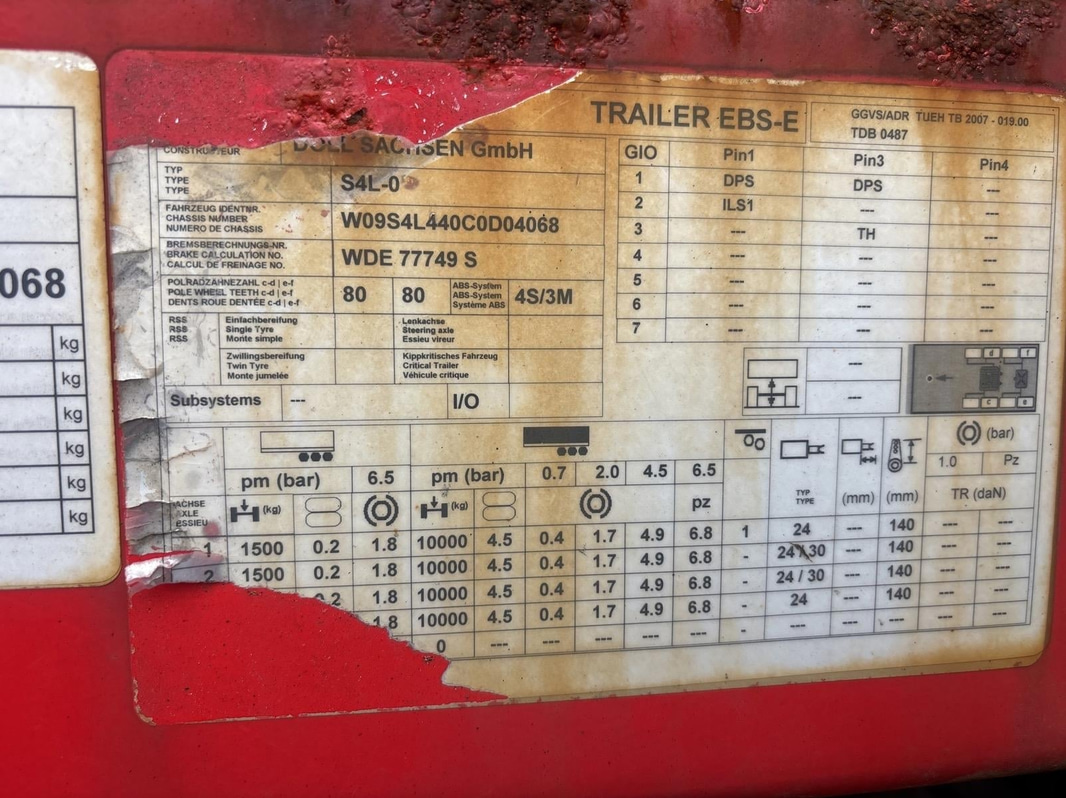 068
kg
kg
kg
kg
kg
kg
TRAILER EBS-E
GGVS/ADR TUEH TB 2007 - 019.00
TDB 0487
CONSTRUCTEUR DOLL SACHSEN GmbH
TYP
TYPE
TYPE
S4L-0
FAHRZEUG IDENTNR.
CHASSIS NUMBER
NUMERO DE CHASSIS
W09S4L440C0D04068
BREMSBERECHNUNGS-NR.
BRAKE CALCULATION NO.
CALCUL DE FREINAGE NO.
WDE 77749 S
POLRADZAHNEZAHL c-d | e-f
POLE WHEEL TEETH c-d | e-f
DENTS ROUE DENTÉE c-d | e-f
80 80
ABS-System
ABS-System
Système ABS
4S/3M
RSS
RSS
RSS
Einfachbereifung
Single Tyre
Monte simple
Lenkachse
Steering axle
Essieu vireur
Zwillingsbereifung
Twin Tyre
Monte jumelée
Kippkritisches Fahrzeug
Critical Trailer
Véhicule critique
Subsystems --- I/O
GIO Pin1 Pin3 Pin4
1 DPS DPS ---
2 ILS1 --- ---
3 --- TH ---
4 --- --- ---
5 --- --- ---
6 --- --- ---
7 --- --- ---
---
---
d f
c e
pm (bar) 6.5 pm (bar) 0.7 2.0 4.5 6.5
(bar)
1.0 Pz
ACHSE
AXLE
ESSIEU
(kg) (kg) pz
TYP
TYPE
(mm) (mm) TR (daN)
1 1500 0.2 1.8 10000 4.5 0.4 1.7 4.9 6.8 1 24 --- 140 --- ---
2 1500 0.2 1.8 10000 4.5 0.4 1.7 4.9 6.8 - 24 / 30 --- 140 --- ---
0.2 1.8 10000 4.5 0.4 1.7 4.9 6.8 - 24 / 30 --- 140 --- ---
1.8 10000 4.5 0.4 1.7 4.9 6.8 - 24 --- 140 --- ---
0 --- --- --- --- --- - --- --- --- --- ---